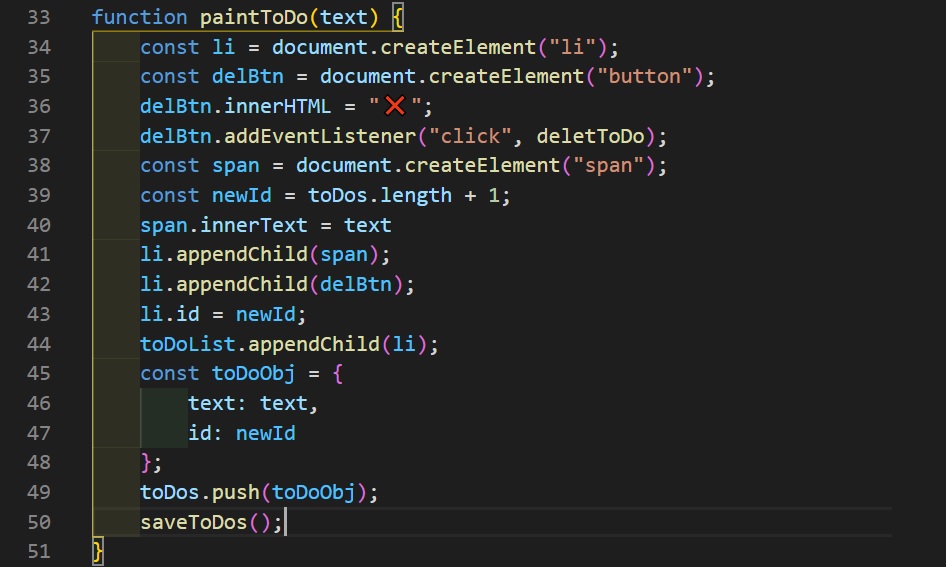 33 function paintToDo(text) {
34     const li = document.createElement("li");
35     const delBtn = document.createElement("button");
36     delBtn.innerHTML = "❌";
37     delBtn.addEventListener("click", deletToDo);
38     const span = document.createElement("span");
39     const newId = toDos.length + 1;
40     span.innerText = text
41     li.appendChild(span);
42     li.appendChild(delBtn);
43     li.id = newId;
44     toDoList.appendChild(li);
45     const toDoObj = {
46         text: text,
47         id: newId
48     };
49     toDos.push(toDoObj);
50     saveToDos();
51 }